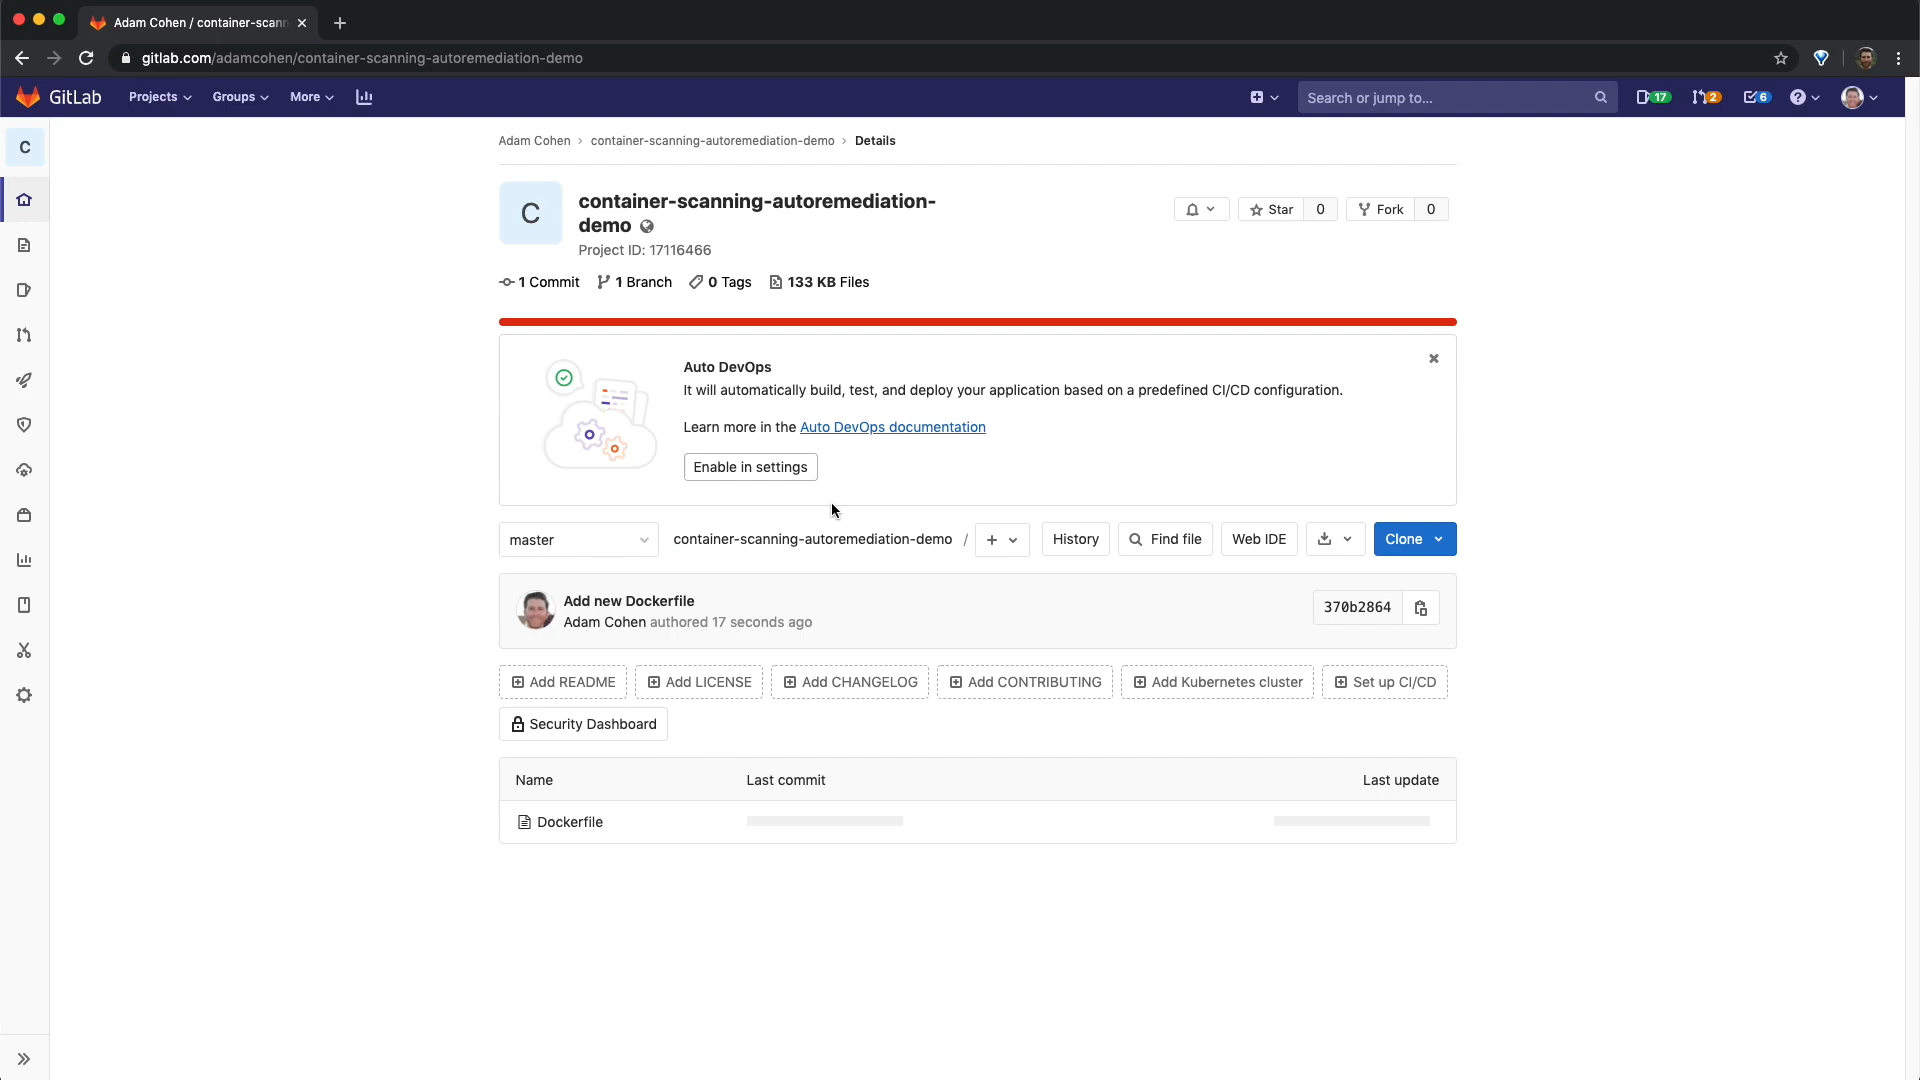 Adam Cohen / container-scann
gitlab.com/adamcohen/container-scanning-autoremediation-demo
GitLab Projects Groups More Search or jump to... 17 2 6
C
Adam Cohen › container-scanning-autoremediation-demo › Details
C
container-scanning-autoremediation-
demo
Project ID: 17116466
Star 0 Fork 0
1 Commit 1 Branch 0 Tags 133 KB Files
Auto DevOps
It will automatically build, test, and deploy your application based on a predefined CI/CD configuration.
Learn more in the Auto DevOps documentation
Enable in settings
master container-scanning-autoremediation-demo / + History Find file Web IDE Clone
Add new Dockerfile
Adam Cohen authored 17 seconds ago
370b2864
Add README Add LICENSE Add CHANGELOG Add CONTRIBUTING Add Kubernetes cluster Set up CI/CD
Security Dashboard
Name Last commit Last update
Dockerfile